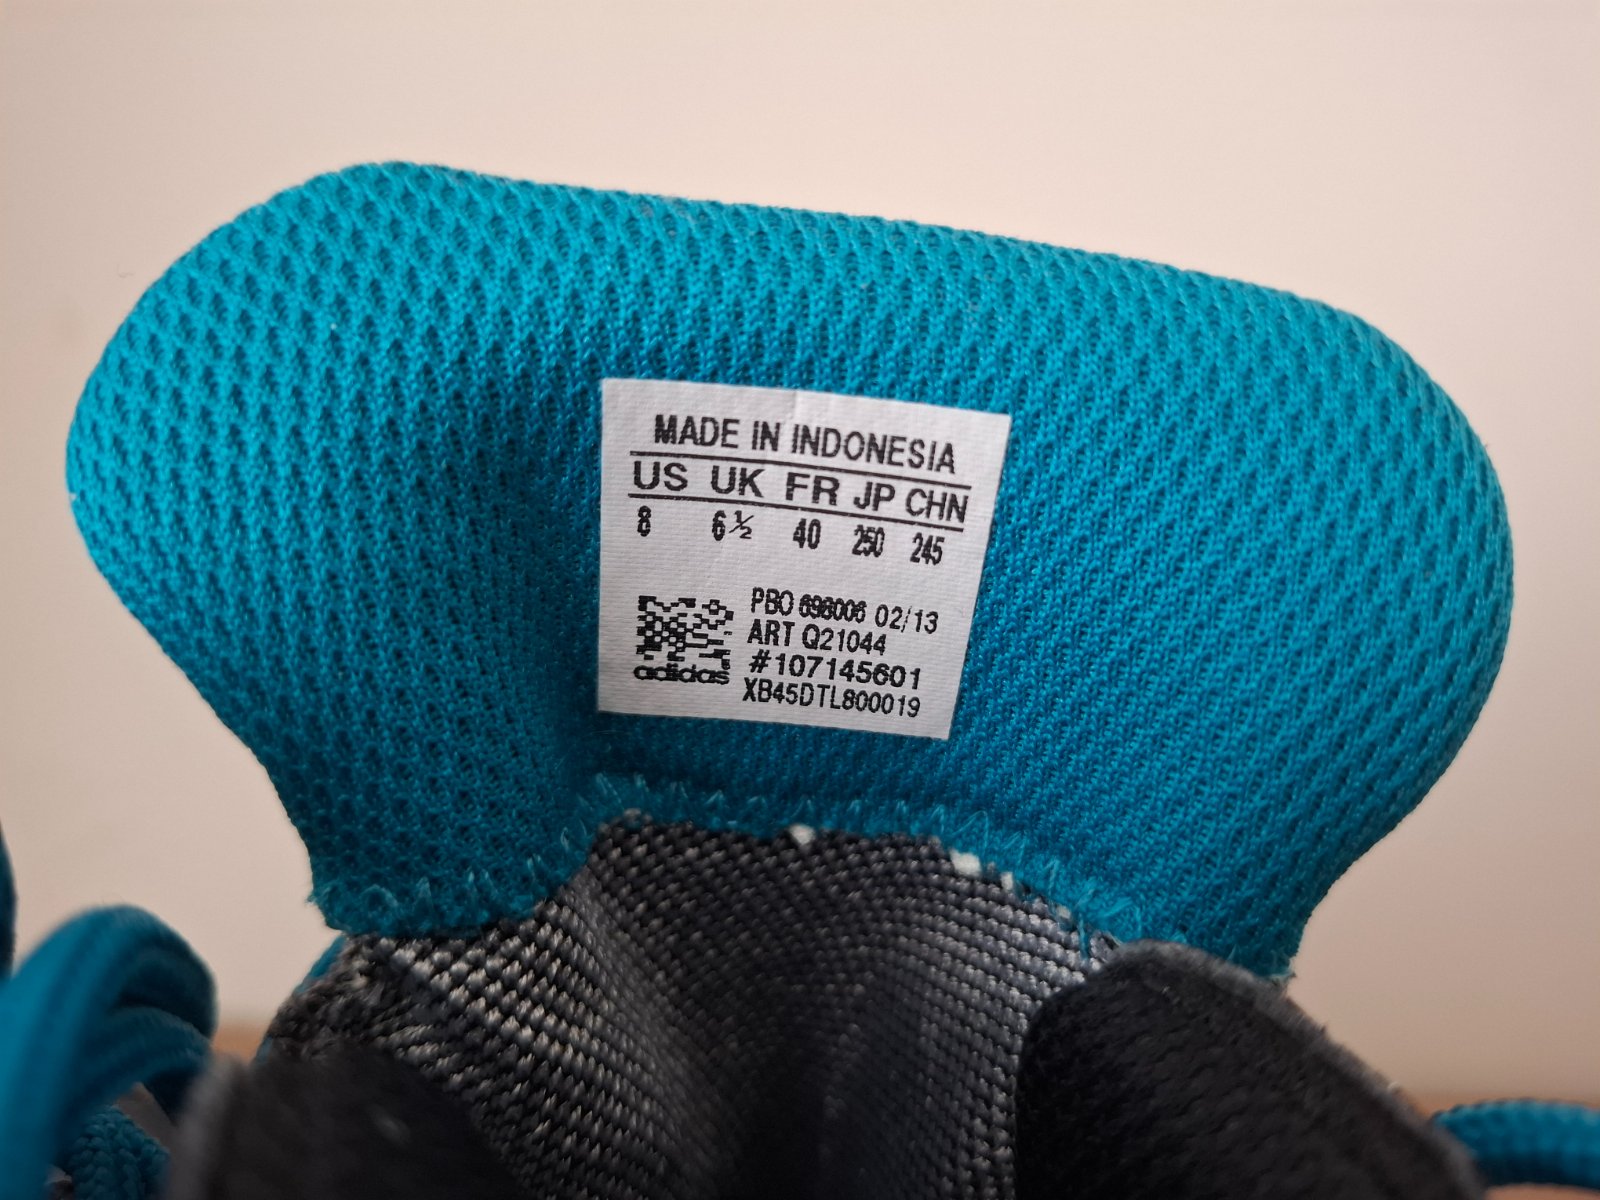 MADE IN INDONESIA
US UK FR JP CHN
8 6½ 40 250 245
PBO 02/13
ART Q21044
#107145601
XB45DTL800019
adidas